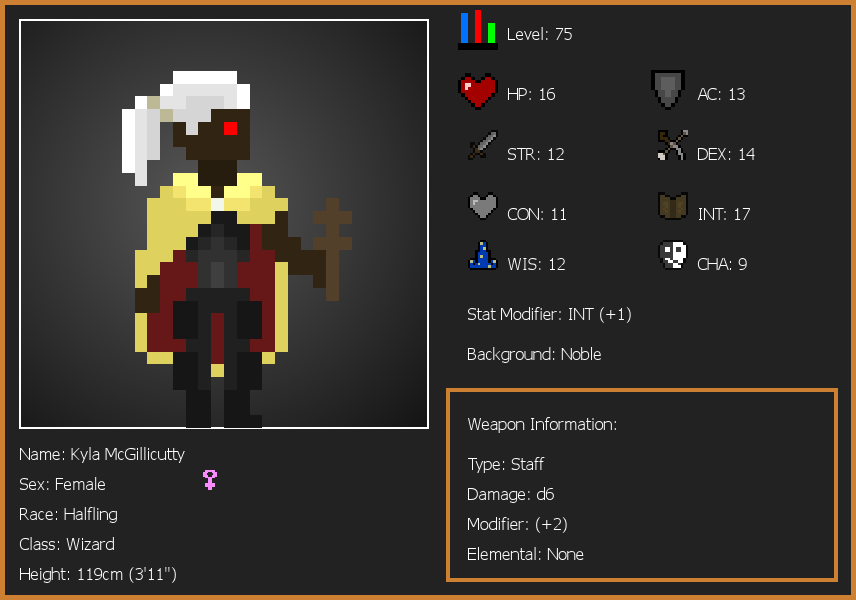 Level: 75
HP: 16
AC: 13
STR: 12
DEX: 14
CON: 11
INT: 17
WIS: 12
CHA: 9
Stat Modifier: INT (+1)
Background: Noble
Weapon Information:
Type: Staff
Damage: d6
Modifier: (+2)
Elemental: None
Name: Kyla McGillicutty
Sex: Female
Race: Halfling
Class: Wizard
Height: 119cm (3'11")